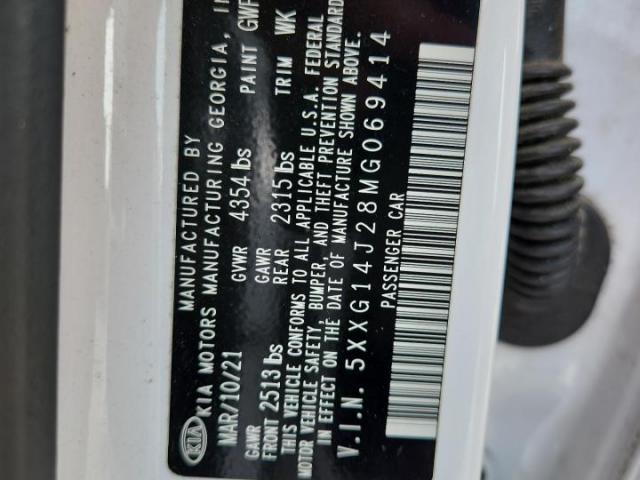 MANUFACTURED BY
KIA KIA MOTORS MANUFACTURING GEORGIA,
MAR/10/21 GVWR 4354 lbs PAINT
GAWR GAWR
FRONT 2513 lbs REAR 2315 lbs TRIM WK
THIS VEHICLE CONFORMS TO ALL APPLICABLE U.S.A. FEDERAL
MOTOR VEHICLE SAFETY, BUMPER, AND THEFT PREVENTION STANDARD
IN EFFECT ON THE DATE OF MANUFACTURE SHOWN ABOVE.
V.I.N. 5XXG14J28MG069414
PASSENGER CAR